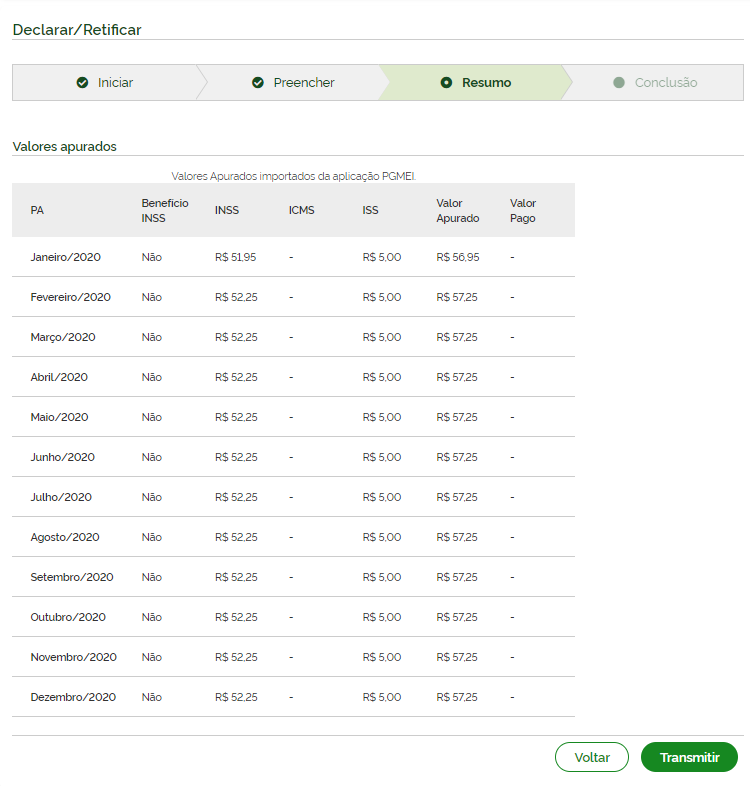 Declarar/Retificar
Iniciar Preencher Resumo Conclusão
Valores apurados
Valores Apurados importados da aplicação PGMEI.
PA Benefício INSS INSS ICMS ISS Valor Apurado Valor Pago
Janeiro/2020 Não R$ 51,95 - R$ 5,00 R$ 56,95 -
Fevereiro/2020 Não R$ 52,25 - R$ 5,00 R$ 57,25 -
Março/2020 Não R$ 52,25 - R$ 5,00 R$ 57,25 -
Abril/2020 Não R$ 52,25 - R$ 5,00 R$ 57,25 -
Maio/2020 Não R$ 52,25 - R$ 5,00 R$ 57,25 -
Junho/2020 Não R$ 52,25 - R$ 5,00 R$ 57,25 -
Julho/2020 Não R$ 52,25 - R$ 5,00 R$ 57,25 -
Agosto/2020 Não R$ 52,25 - R$ 5,00 R$ 57,25 -
Setembro/2020 Não R$ 52,25 - R$ 5,00 R$ 57,25 -
Outubro/2020 Não R$ 52,25 - R$ 5,00 R$ 57,25 -
Novembro/2020 Não R$ 52,25 - R$ 5,00 R$ 57,25 -
Dezembro/2020 Não R$ 52,25 - R$ 5,00 R$ 57,25 -
Voltar Transmitir